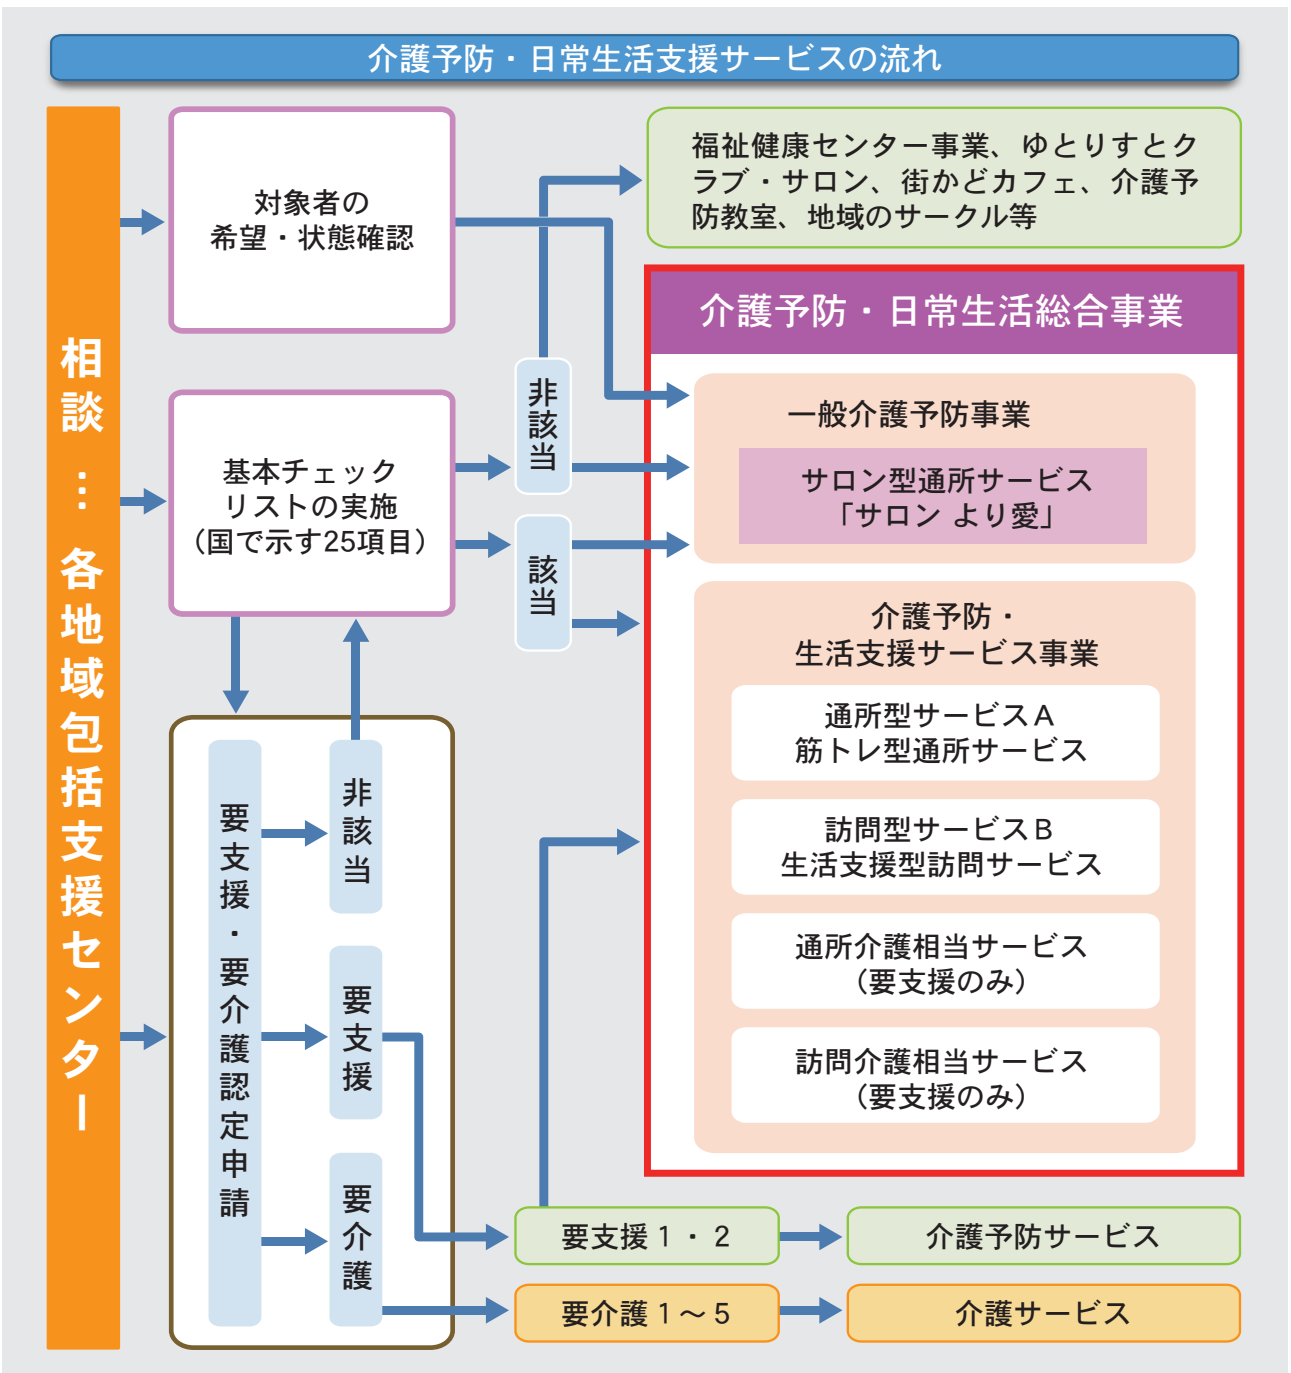 介護予防・日常生活支援サービスの流れ
相談…各地域包括支援センター
対象者の
希望・状態確認
基本チェック
リストの実施
（国で示す25項目）
非該当
該当
福祉健康センター事業、ゆとりすとク
ラブ・サロン、街かどカフェ、介護予
防教室、地域のサークル等
介護予防・日常生活総合事業
一般介護予防事業
サロン型通所サービス
「サロン より愛」
介護予防・
生活支援サービス事業
通所型サービスA
筋トレ型通所サービス
訪問型サービスB
生活支援型訪問サービス
通所介護相当サービス
（要支援のみ）
訪問介護相当サービス
（要支援のみ）
要支援・要介護認定申請
非該当
要支援
要介護
要支援1・2
介護予防サービス
要介護1～5
介護サービス